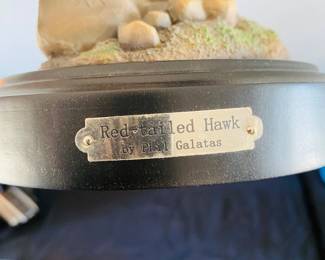 Red-tailed Hawk
by Phil Galatas